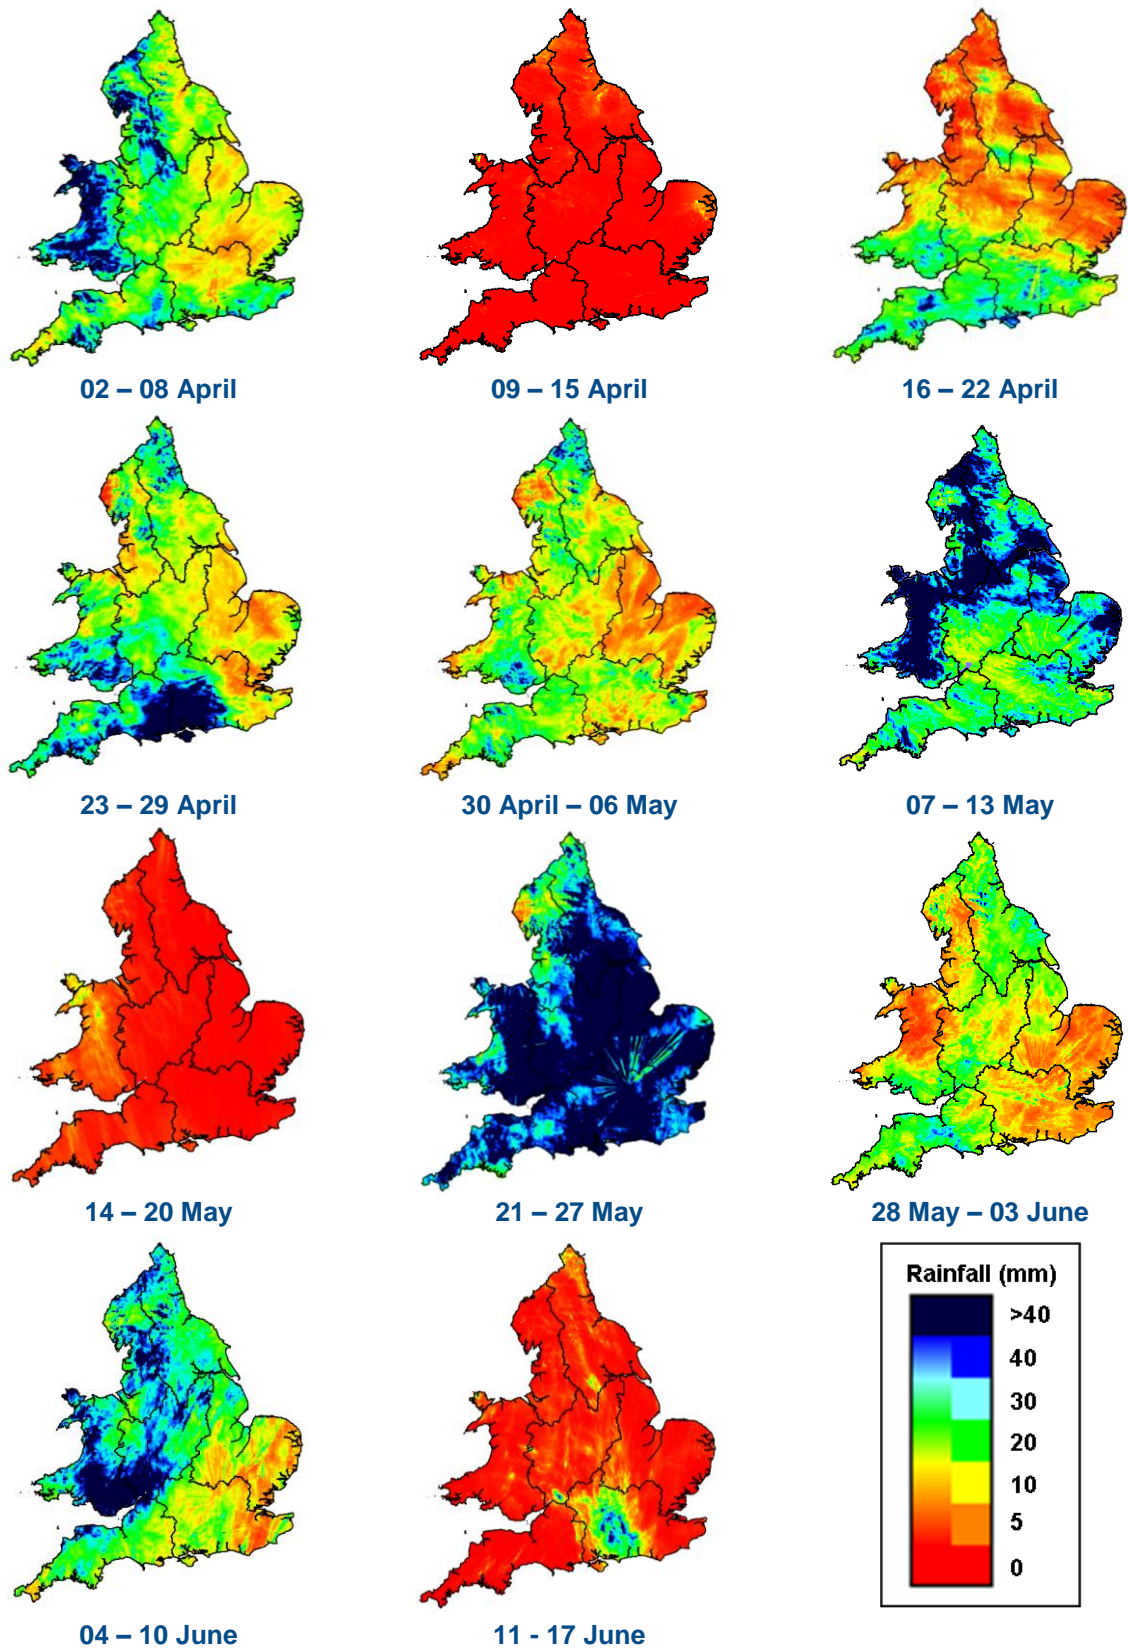 02 – 08 April
09 – 15 April
16 – 22 April
23 – 29 April
30 April – 06 May
07 – 13 May
14 – 20 May
21 – 27 May
28 May – 03 June
04 – 10 June
11 - 17 June
Rainfall (mm)
>40
40
30
20
10
5
0